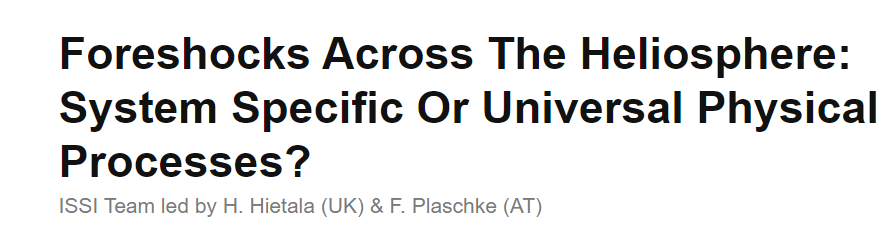 Foreshocks Across The Heliosphere:
System Specific Or Universal Physical
Processes?
ISSI Team led by H. Hietala (UK) & F. Plaschke (AT)